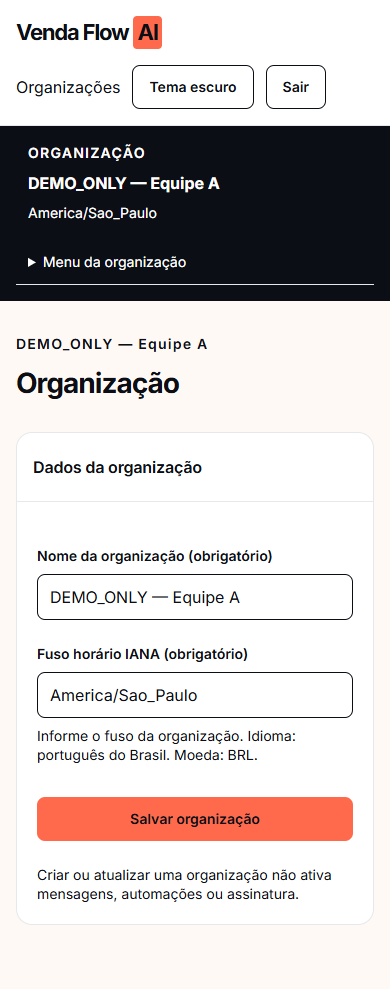 Venda Flow AI
Organizações
Tema escuro
Sair
ORGANIZAÇÃO
DEMO_ONLY — Equipe A
America/Sao_Paulo
Menu da organização
DEMO_ONLY — Equipe A
Organização
Dados da organização
Nome da organização (obrigatório)
DEMO_ONLY — Equipe A
Fuso horário IANA (obrigatório)
America/Sao_Paulo
Informe o fuso da organização. Idioma:
português do Brasil. Moeda: BRL.
Salvar organização
Criar ou atualizar uma organização não ativa
mensagens, automações ou assinatura.